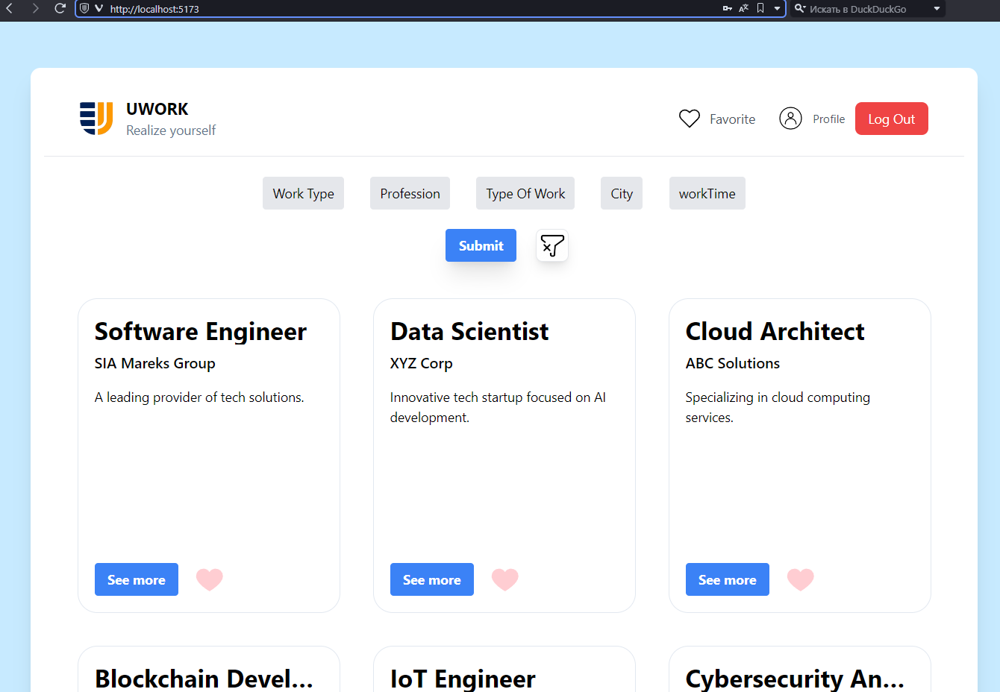 http://localhost:5173
Искать в DuckDuckGo
UWORK
Realize yourself
Favorite
Profile
Log Out
Work Type
Profession
Type Of Work
City
workTime
Submit
Software Engineer
SIA Mareks Group
A leading provider of tech solutions.
See more
Data Scientist
XYZ Corp
Innovative tech startup focused on AI
development.
See more
Cloud Architect
ABC Solutions
Specializing in cloud computing
services.
See more
Blockchain Devel...
IoT Engineer
Cybersecurity An...